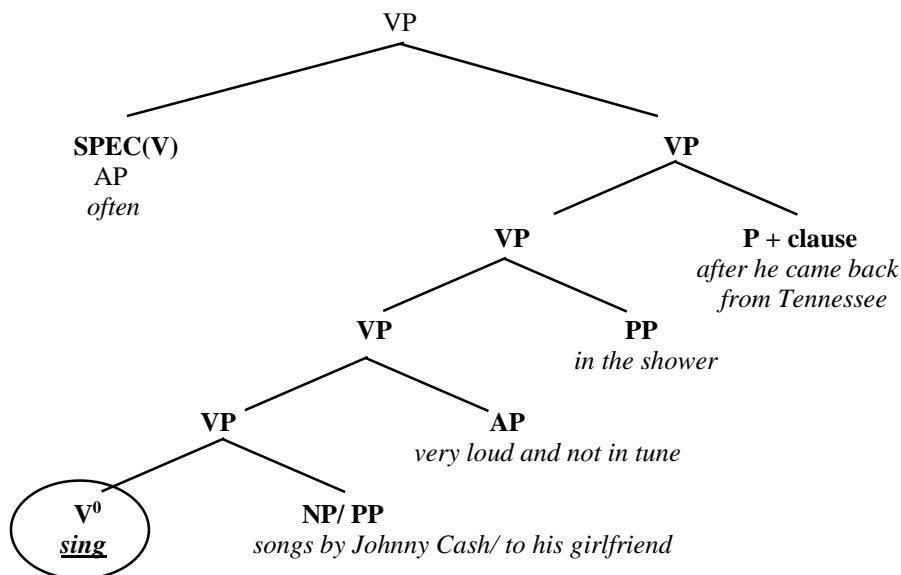 VP
SPEC(V)
AP
often
VP
VP
P + clause
after he came back
from Tennessee
VP
PP
in the shower
VP
AP
very loud and not in tune
V⁰
sing
NP/ PP
songs by Johnny Cash/ to his girlfriend